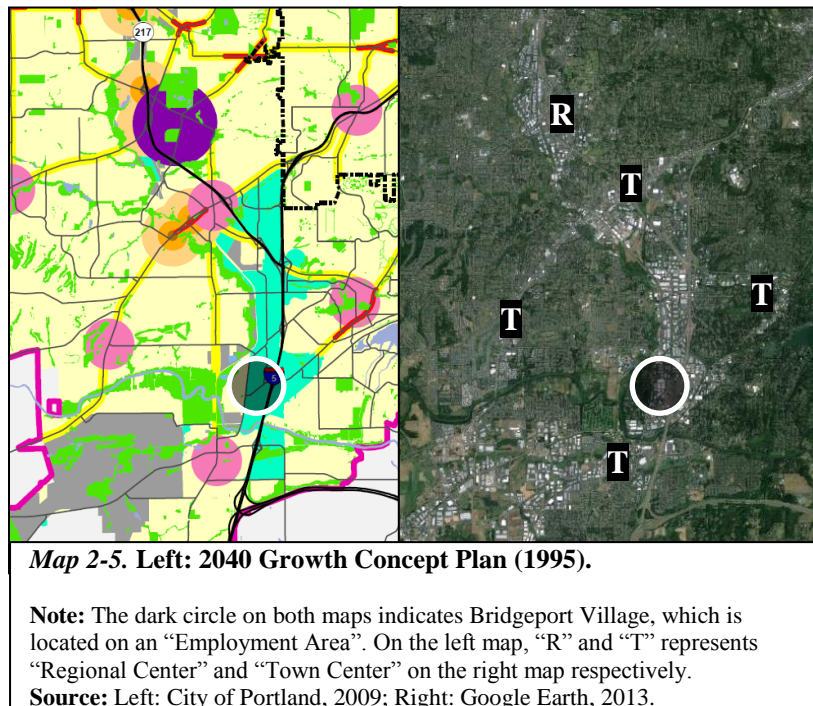 217
5
R
T
T
T
T
Map 2-5. Left: 2040 Growth Concept Plan (1995).
Note: The dark circle on both maps indicates Bridgeport Village, which is
located on an “Employment Area”. On the left map, “R” and “T” represents
“Regional Center” and “Town Center” on the right map respectively.
Source: Left: City of Portland, 2009; Right: Google Earth, 2013.